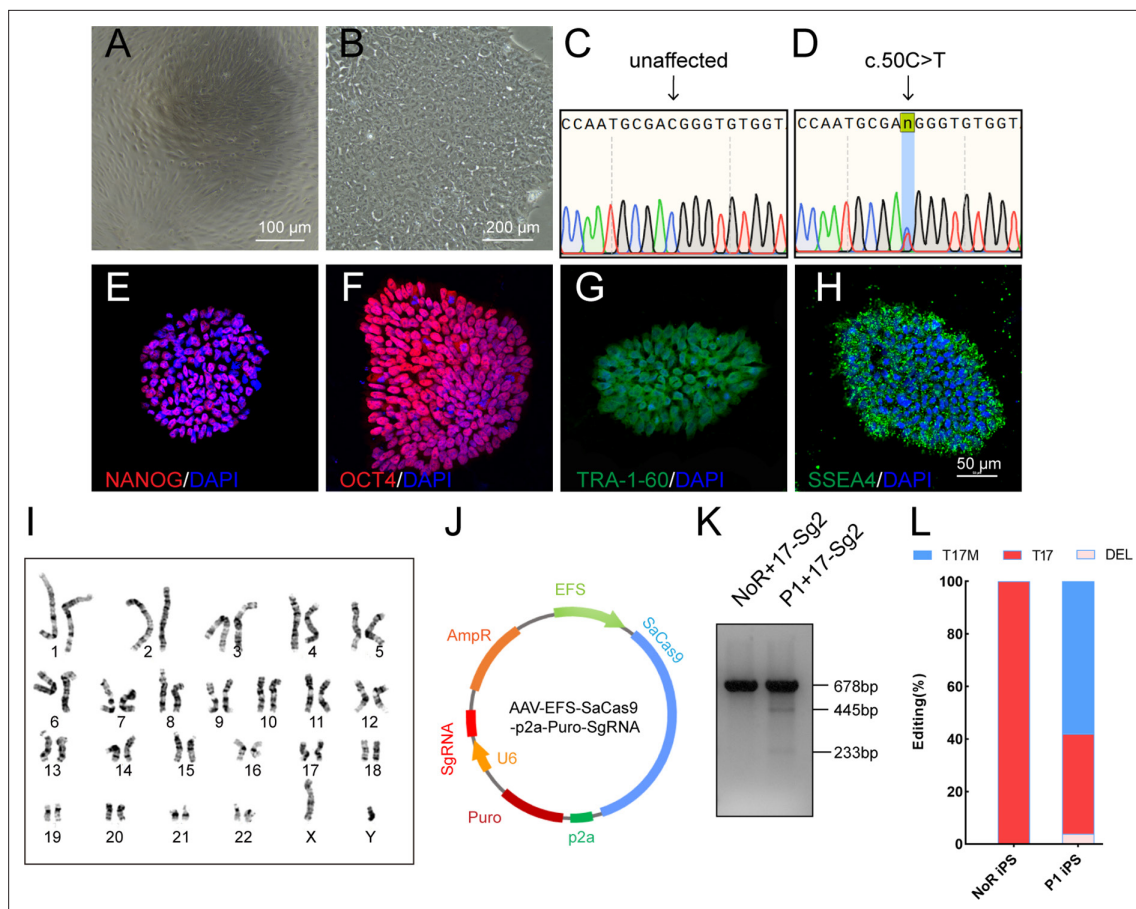 A
B
C
D
unaffected
c.50C>T
100 µm
200 µm
CCAATGCGACGGGTGTGGT
CCAATGCGAnGGGTGTGGT
E
F
G
H
NANOG/DAPI
OCT4/DAPI
TRA-1-60/DAPI
50 µm
SSEA4/DAPI
I
1 2 3 4 5
6 7 8 9 10 11 12
13 14 15 16 17 18
19 20 21 22 X Y
J
EFS
SaCas9
AmpR
AAV-EFS-SaCas9
-p2a-Puro-SgRNA
SgRNA
U6
Puro
p2a
K
NoR+17-Sg2
P1+17-Sg2
678bp
445bp
233bp
L
T17M T17 DEL
Editing(%)
100
80
60
40
20
0
NoR iPS
P1 iPS